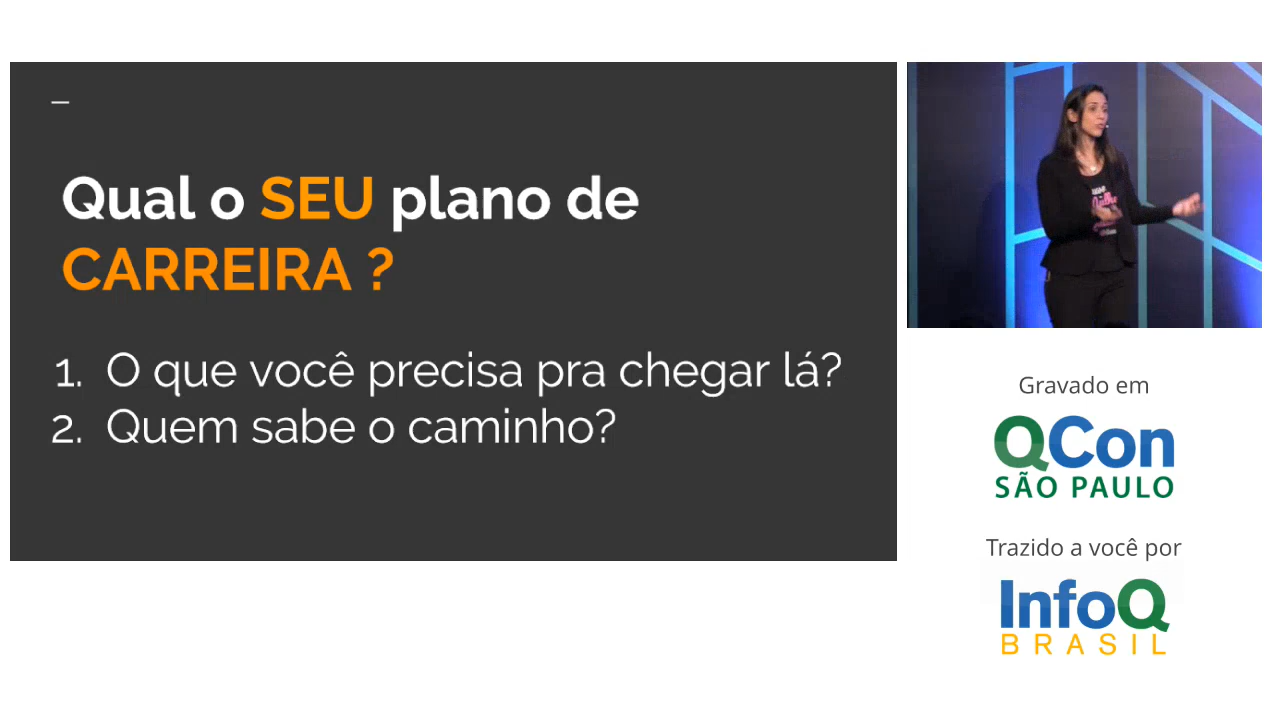 Qual o SEU plano de
CARREIRA ?
1. O que você precisa pra chegar lá?
2. Quem sabe o caminho?
Gravado em
QCon
SÃO PAULO
Trazido a você por
InfoQ
BRASIL